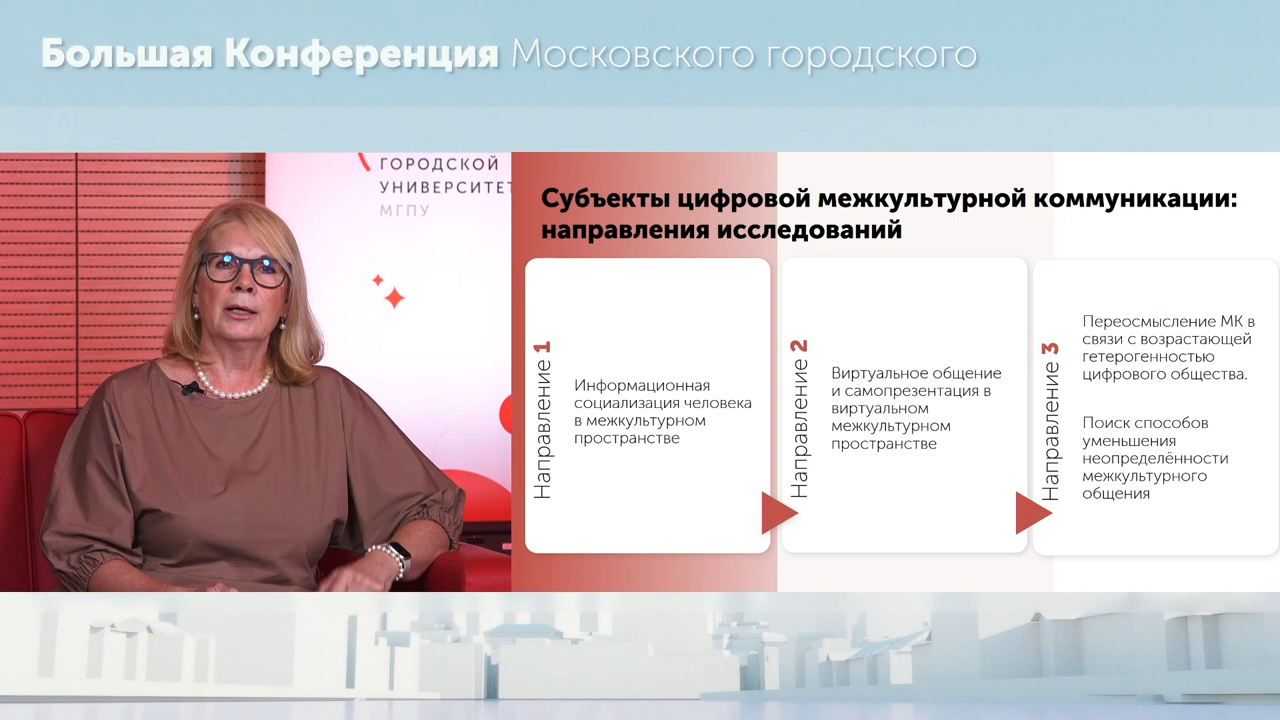 Большая Конференция Московского городского
ГОРОДСКОЙ
УНИВЕРСИТЕТ
МГПУ
Субъекты цифровой межкультурной коммуникации:
направления исследований
Направление 1
Информационная
социализация человека
в межкультурном
пространстве
Направление 2
Виртуальное общение
и самопрезентация в
виртуальном
межкультурном
пространстве
Направление 3
Переосмысление МК в
связи с возрастающей
гетерогенностью
цифрового общества.
Поиск способов
уменьшения
неопределённости
межкультурного
общения